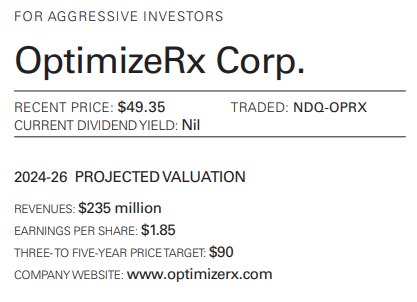 FOR AGGRESSIVE INVESTORS
OptimizeRx Corp.
RECENT PRICE: $49.35 TRADED: NDQ-OPRX
CURRENT DIVIDEND YIELD: Nil
2024-26 PROJECTED VALUATION
REVENUES: $235 million
EARNINGS PER SHARE: $1.85
THREE-TO FIVE-YEAR PRICE TARGET: $90
COMPANY WEBSITE: www.optimizerx.com